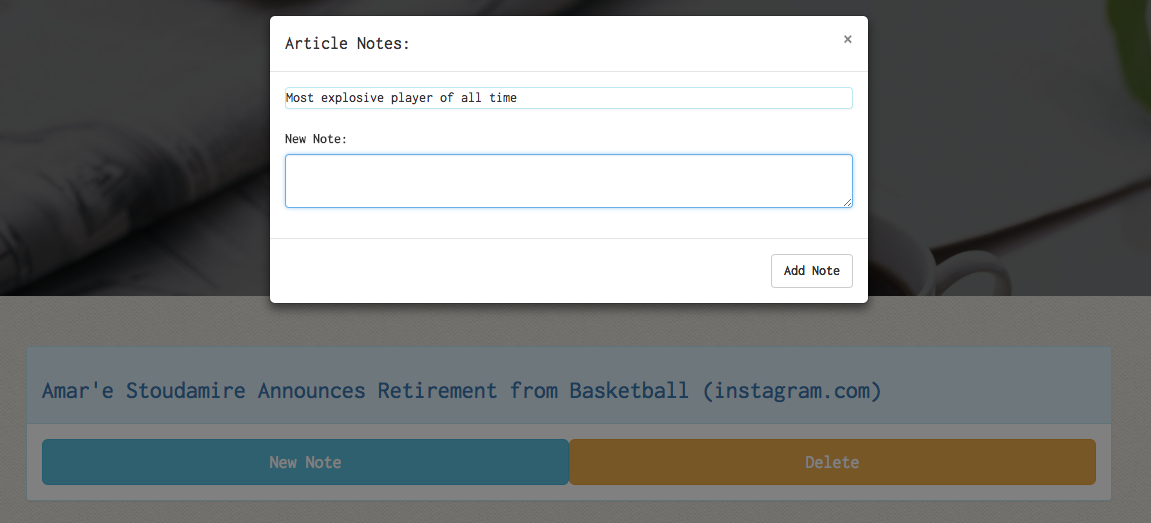 Article Notes:
×
Most explosive player of all time
New Note:
Add Note
Amar'e Stoudamire Announces Retirement from Basketball (instagram.com)
New Note
Delete